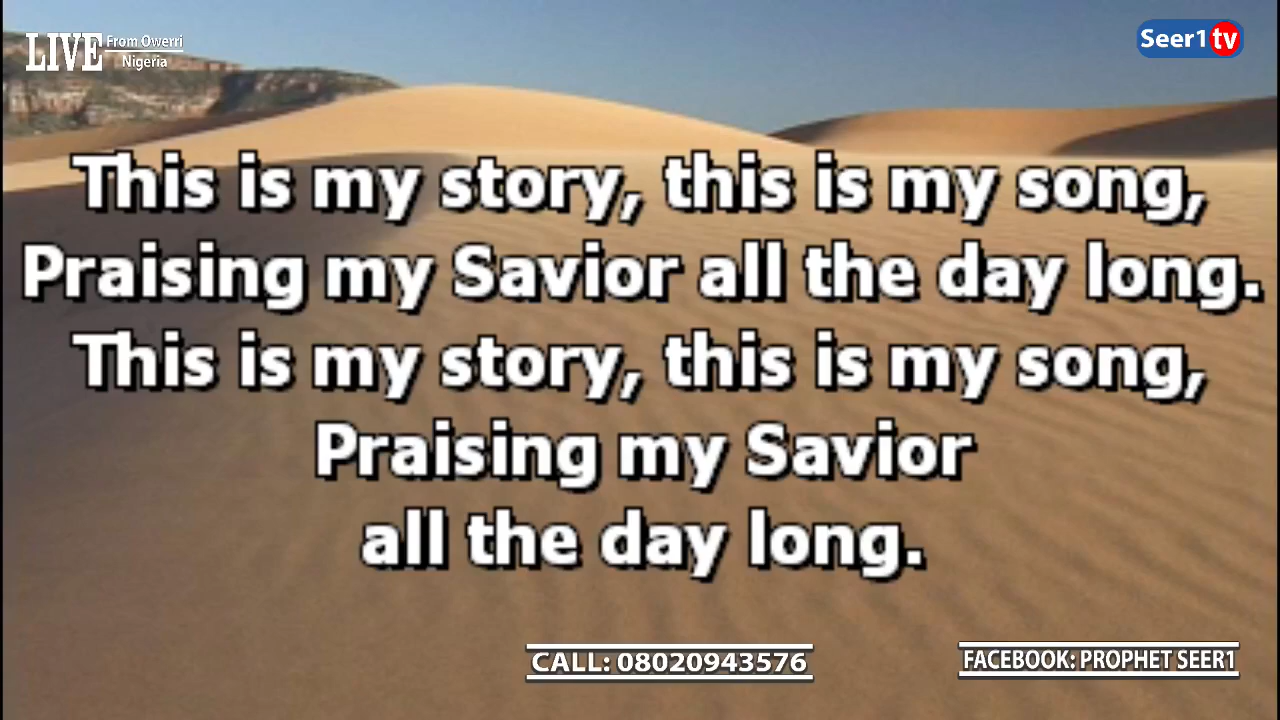 LIVE From Owerri
Nigeria
Seer1 tv
This is my story, this is my song,
Praising my Savior all the day long.
This is my story, this is my song,
Praising my Savior
all the day long.
CALL: 08020943576
FACEBOOK: PROPHET SEER1